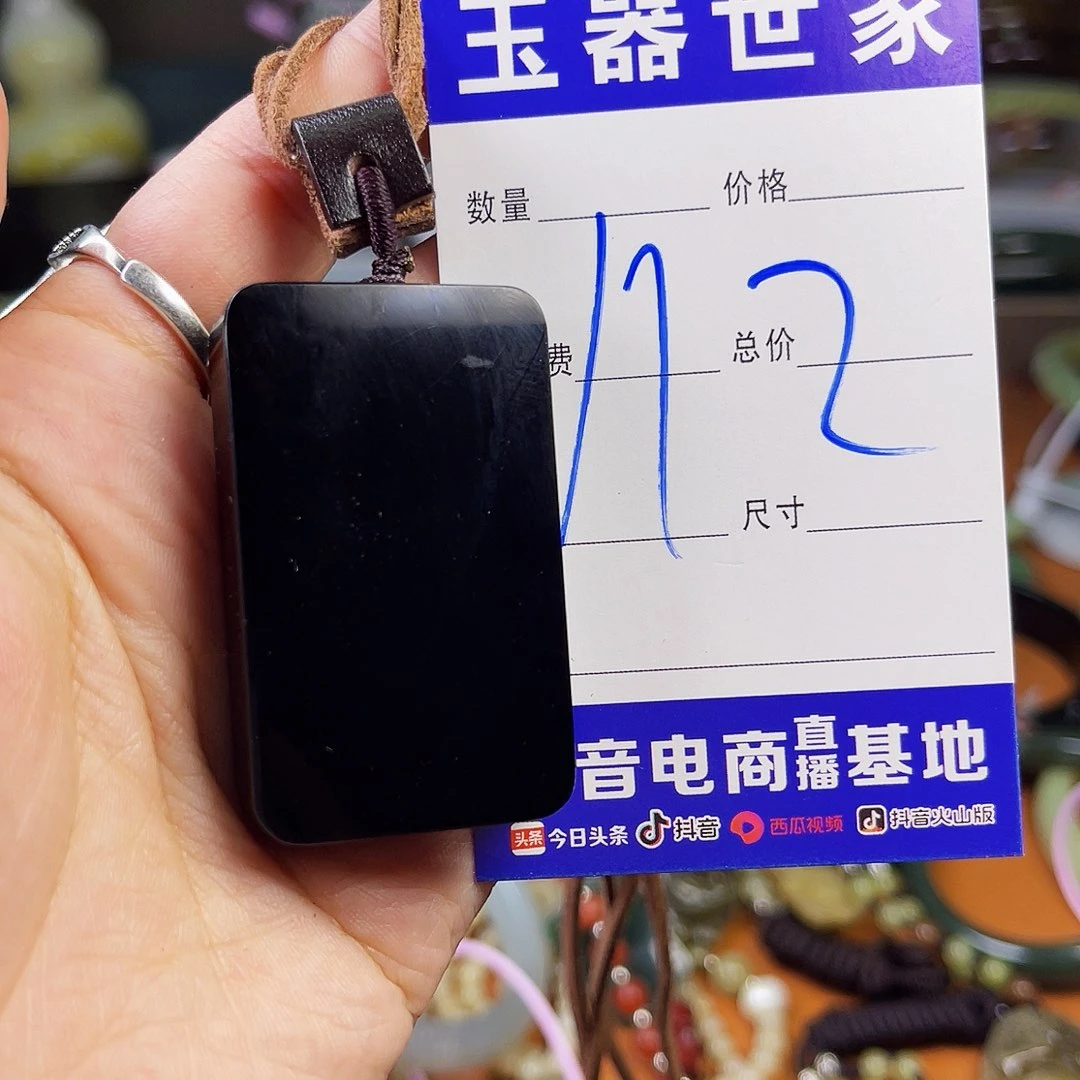 玉器世家
数量 价格
费 总价
尺寸
112
音电商直播基地
头条 今日头条 抖音 西瓜视频 抖音火山版